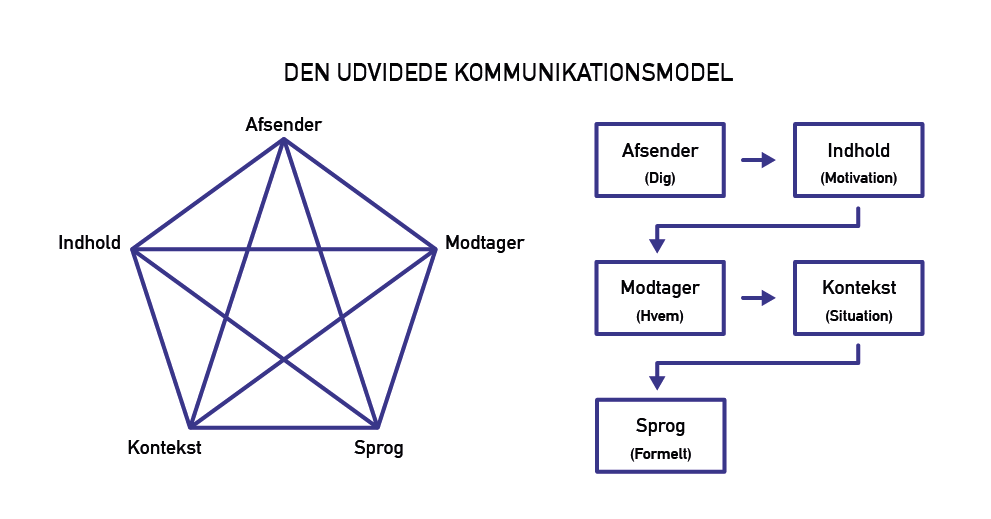 DEN UDVIDEDE KOMMUNIKATIONSMODEL
Afsender
Indhold
Modtager
Kontekst
Sprog
Afsender
(Dig)
Indhold
(Motivation)
Modtager
(Hvem)
Kontekst
(Situation)
Sprog
(Formelt)